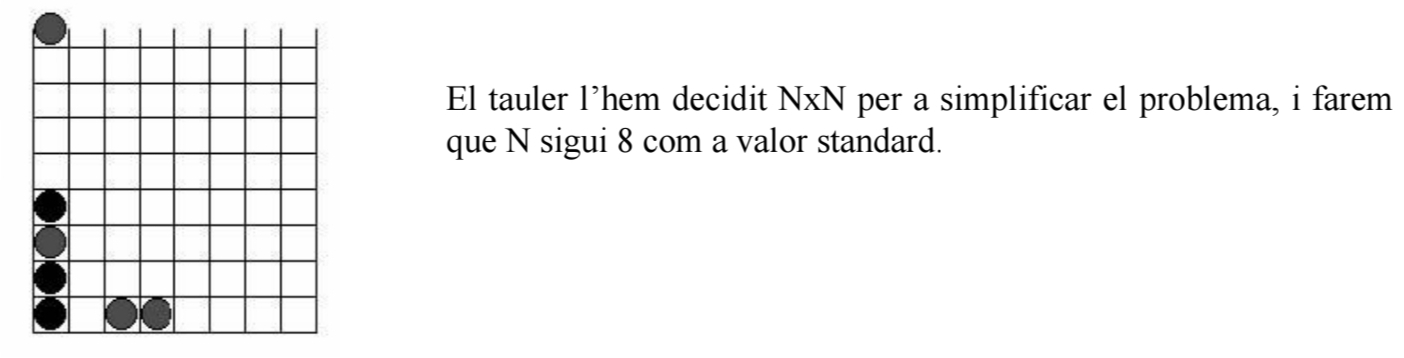 El tauler l’hem decidit NxN per a simplificar el problema, i farem
que N sigui 8 com a valor standard.